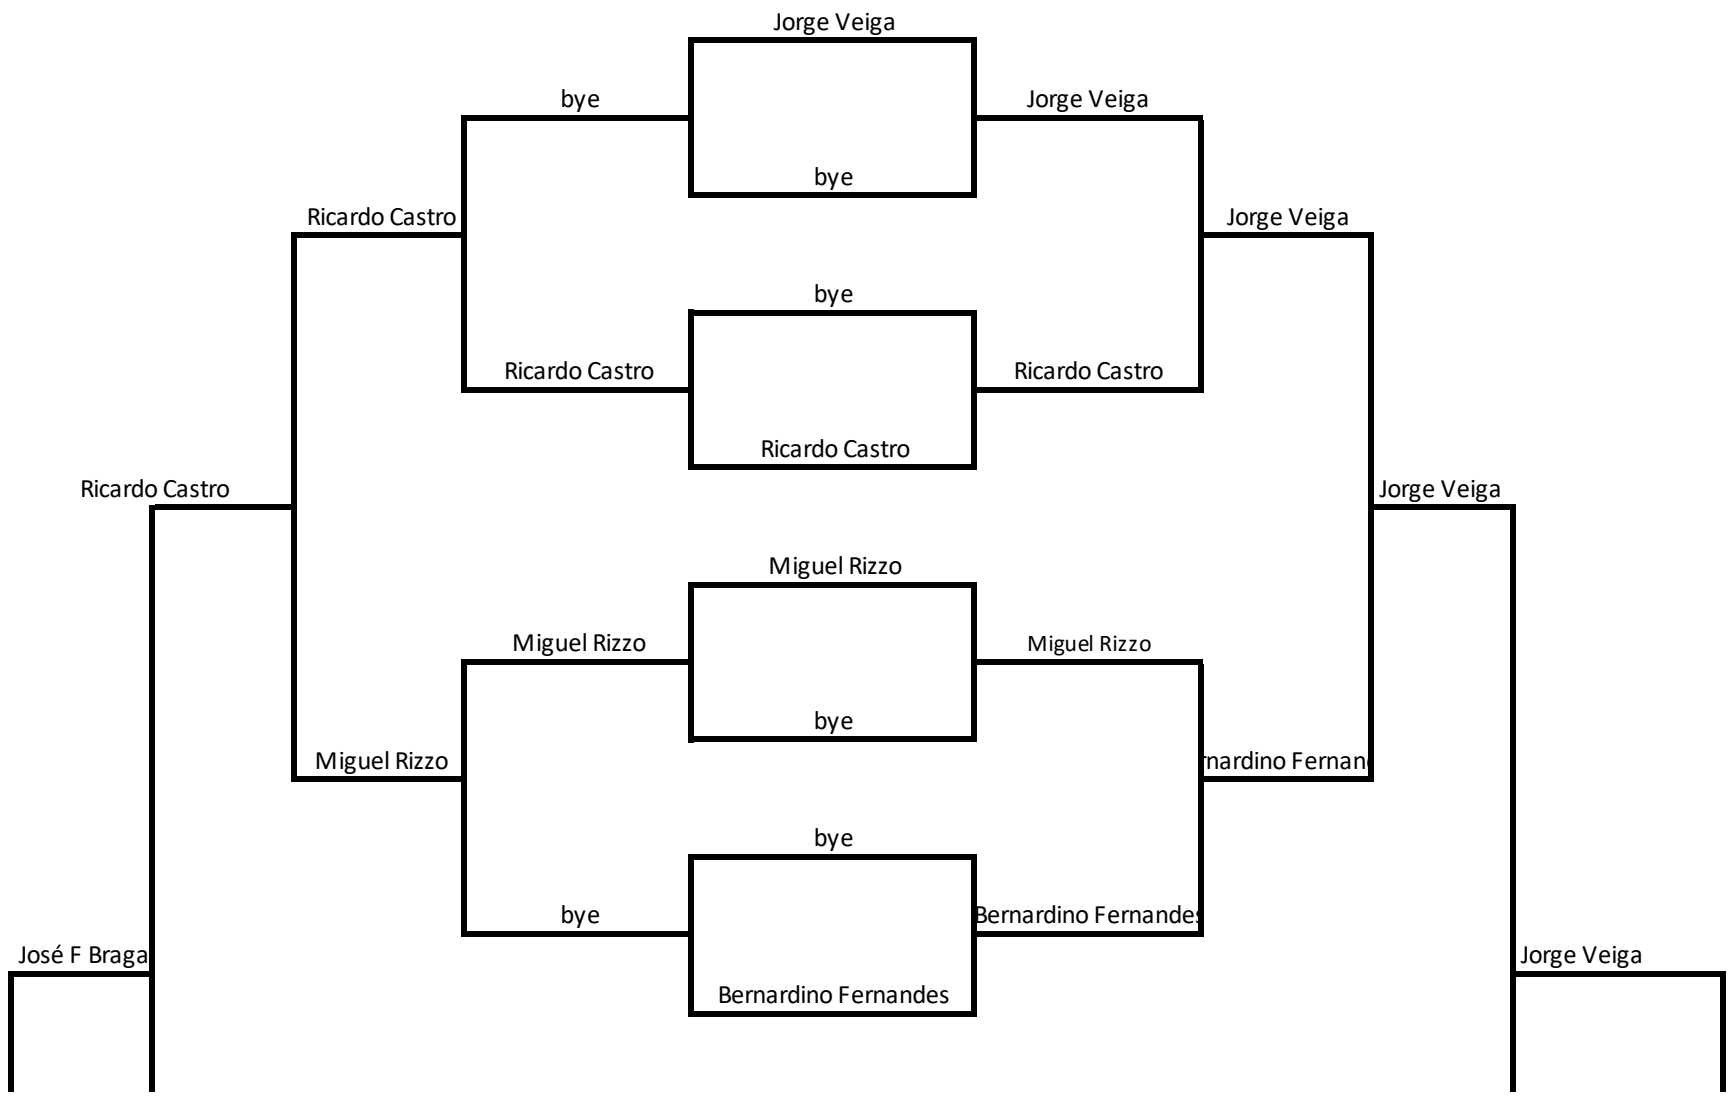 Jorge Veiga
bye
Jorge Veiga
bye
Ricardo Castro
Jorge Veiga
bye
Ricardo Castro
Ricardo Castro
Ricardo Castro
Ricardo Castro
Jorge Veiga
Miguel Rizzo
Miguel Rizzo
Miguel Rizzo
bye
Miguel Rizzo
rnardino Fernan
bye
bye
Bernardino Fernandes
José F Braga
Jorge Veiga
Bernardino Fernandes